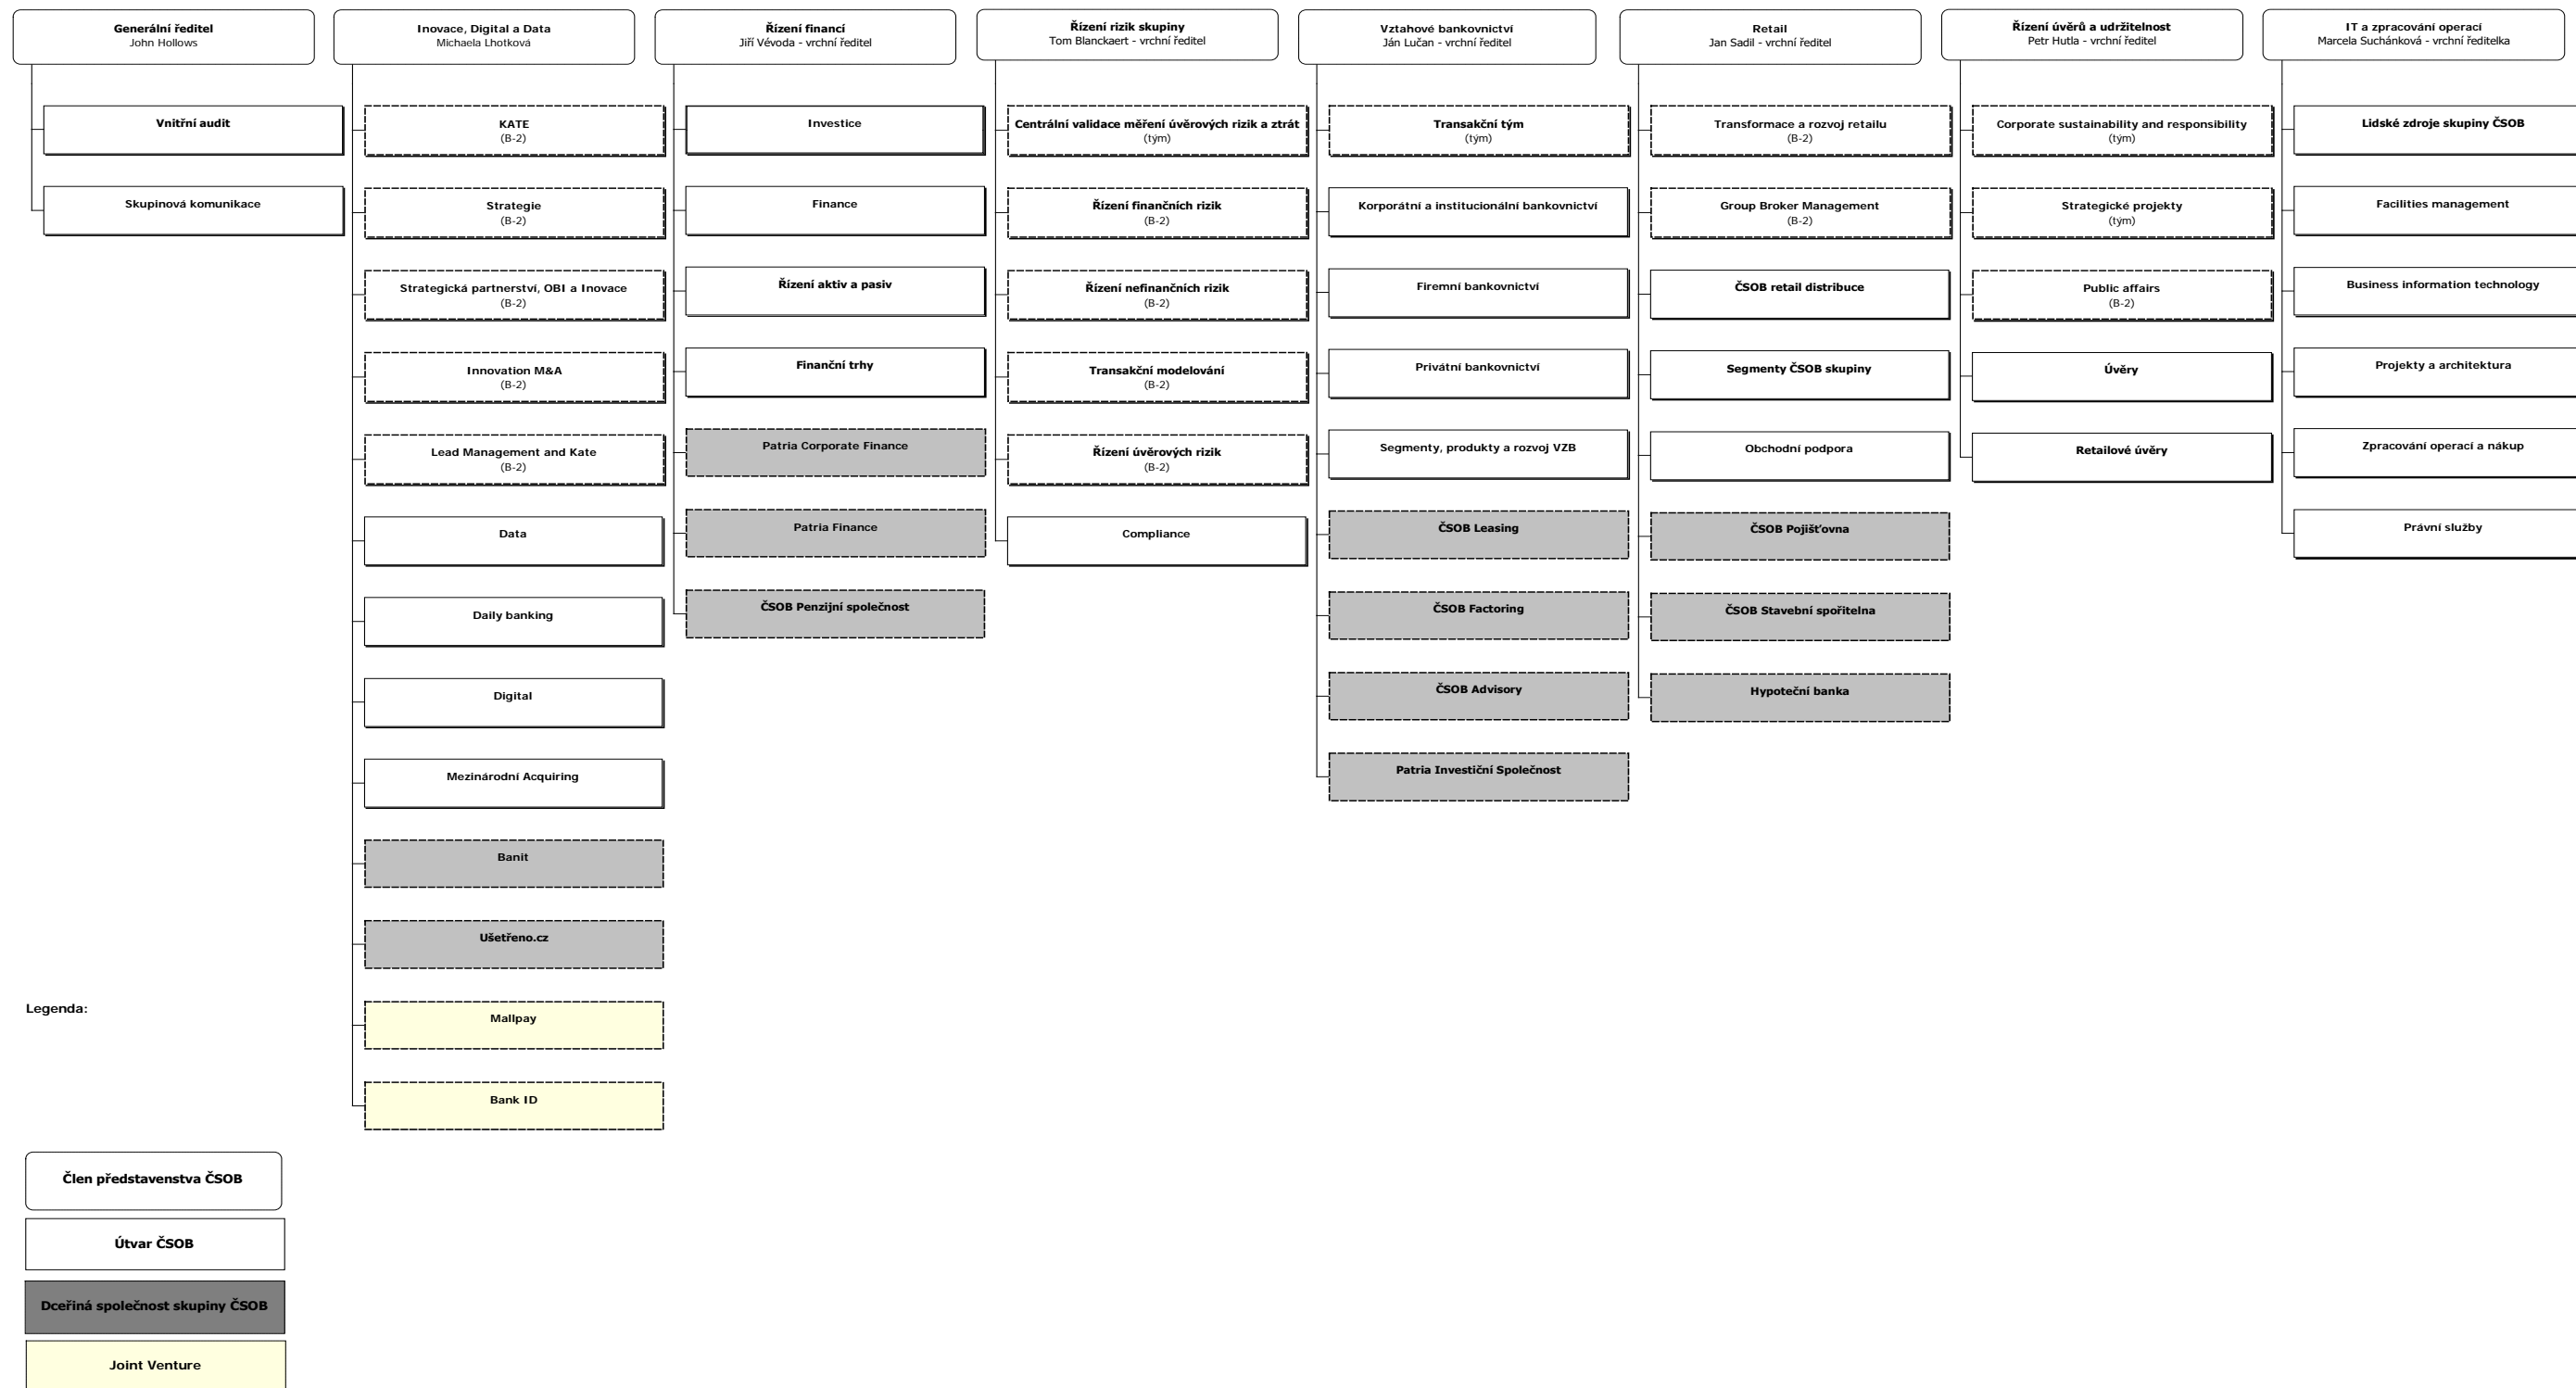 Generální ředitel
John Hollows
Vnitřní audit
Skupinová komunikace
Inovace, Digital a Data
Michaela Lhotková
KATE
(B-2)
Strategie
(B-2)
Strategická partnerství, OBI a Inovace
(B-2)
Innovation M&A
(B-2)
Lead Management and Kate
(B-2)
Data
Daily banking
Digital
Mezinárodní Acquiring
Banit
Ušetřeno.cz
Mallpay
Bank ID
Řízení financí
Jiří Vévoda - vrchní ředitel
Investice
Finance
Řízení aktiv a pasiv
Finanční trhy
Patria Corporate Finance
Patria Finance
ČSOB Penzijní společnost
Řízení rizik skupiny
Tom Blanckaert - vrchní ředitel
Centrální validace měření úvěrových rizik a ztrát
(tým)
Řízení finančních rizik
(B-2)
Řízení nefinančních rizik
(B-2)
Transakční modelování
(B-2)
Řízení úvěrových rizik
(B-2)
Compliance
Vztahové bankovnictví
Ján Lučan - vrchní ředitel
Transakční tým
(tým)
Korporátní a institucionální bankovnictví
Firemní bankovnictví
Privátní bankovnictví
Segmenty, produkty a rozvoj VZB
ČSOB Leasing
ČSOB Factoring
ČSOB Advisory
Patria Investiční Společnost
Retail
Jan Sadil - vrchní ředitel
Transformace a rozvoj retailu
(B-2)
Group Broker Management
(B-2)
ČSOB retail distribuce
Segmenty ČSOB skupiny
Obchodní podpora
ČSOB Pojišťovna
ČSOB Stavební spořitelna
Hypoteční banka
Řízení úvěrů a udržitelnost
Petr Hutla - vrchní ředitel
Corporate sustainability and responsibility
(tým)
Strategické projekty
(tým)
Public affairs
(B-2)
Úvěry
Retailové úvěry
IT a zpracování operací
Marcela Suchánková - vrchní ředitelka
Lidské zdroje skupiny ČSOB
Facilities management
Business information technology
Projekty a architektura
Zpracování operací a nákup
Právní služby
Legenda:
Člen představenstva ČSOB
Útvar ČSOB
Dceřiná společnost skupiny ČSOB
Joint Venture